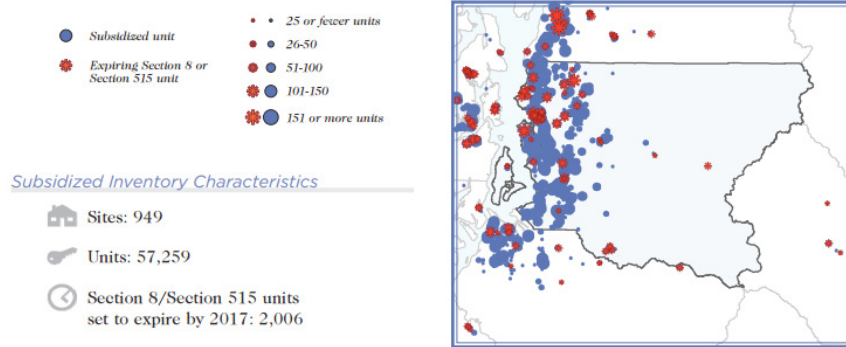 25 or fewer units
Subsidized unit
26-50
Expiring Section 8 or
Section 515 unit
51-100
101-150
151 or more units
Subsidized Inventory Characteristics
Sites: 949
Units: 57,259
Section 8/Section 515 units
set to expire by 2017: 2,006